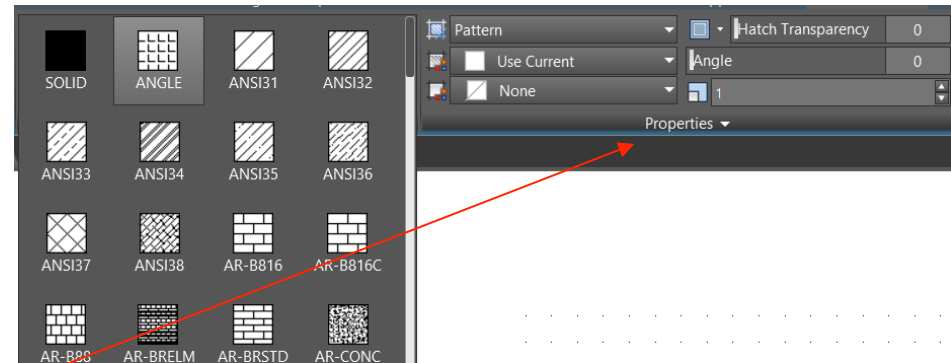 SOLID ANGLE ANSI31 ANSI32
ANSI33 ANSI34 ANSI35 ANSI36
ANSI37 ANSI38 AR-B816 AR-B816C
AR-B88 AR-BRELM AR-BRSTD AR-CONC
Pattern Hatch Transparency 0
Use Current Angle 0
None 1
Properties